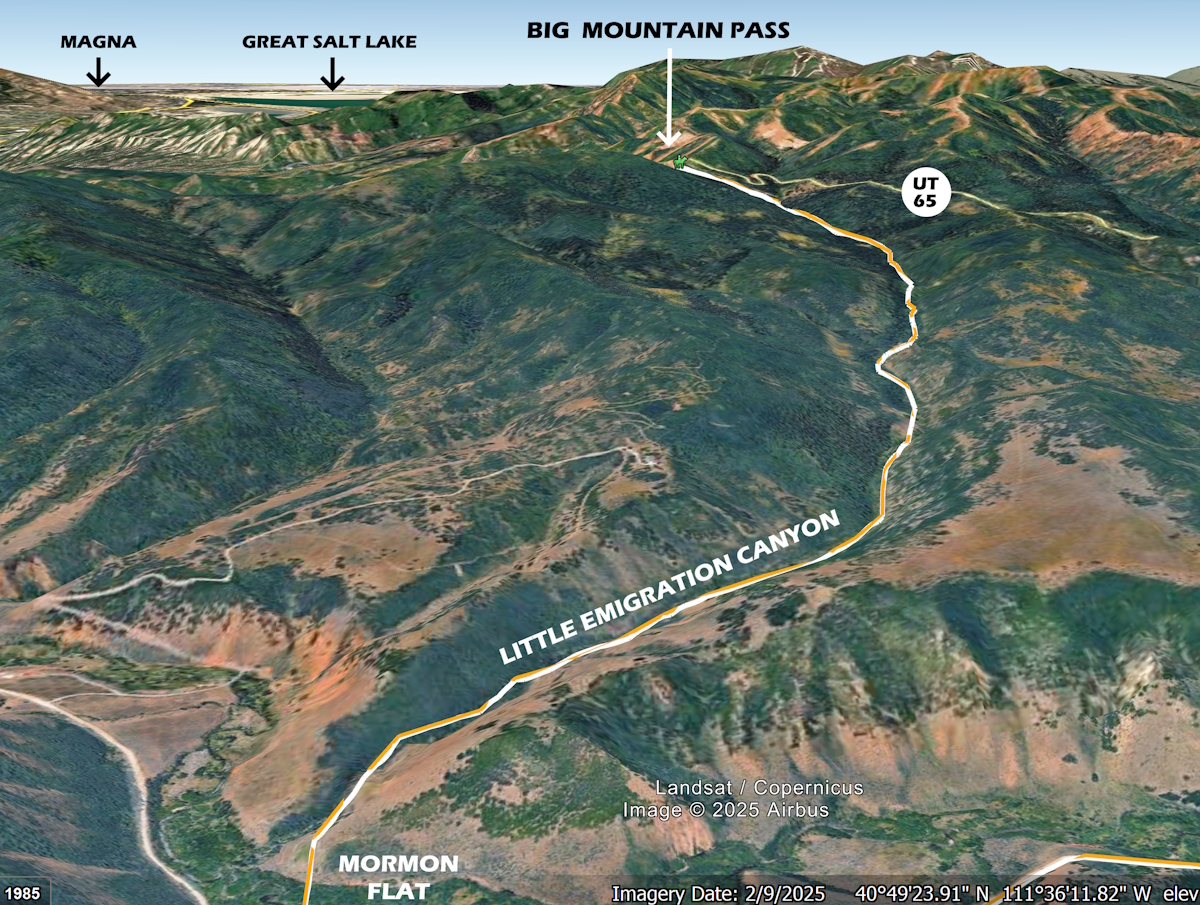 MAGNA
GREAT SALT LAKE
BIG MOUNTAIN PASS
UT
65
LITTLE EMIGRATION CANYON
Landsat / Copernicus
Image © 2025 Airbus
MORMON
FLAT
1985
Imagery Date: 2/9/2025 40°49'23.91" N 111°36'11.82" W elev